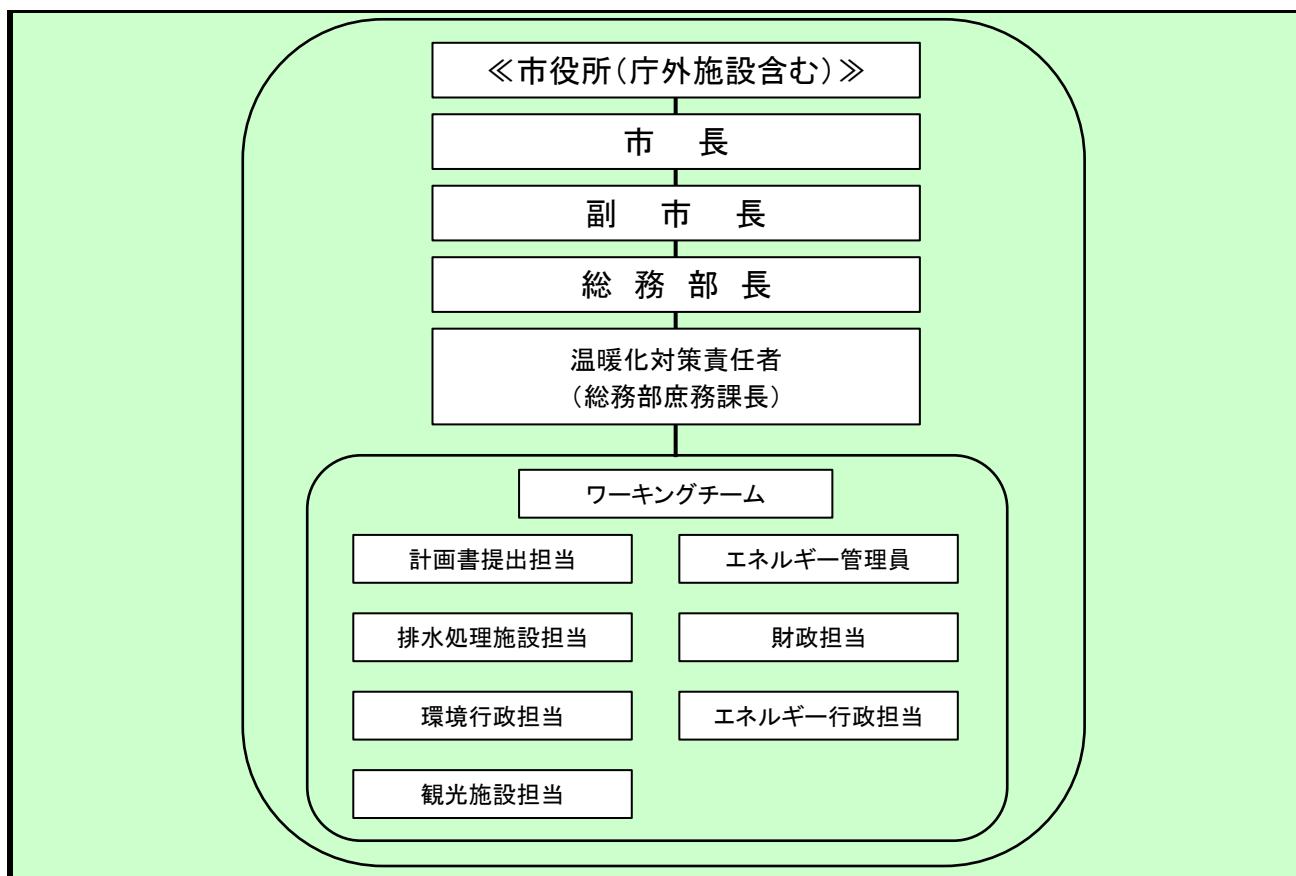 ≪市役所(庁外施設含む)≫
市　長
副　市　長
総 務 部 長
温暖化対策責任者
(総務部庶務課長)
ワーキングチーム
計画書提出担当
エネルギー管理員
排水処理施設担当
財政担当
環境行政担当
エネルギー行政担当
観光施設担当